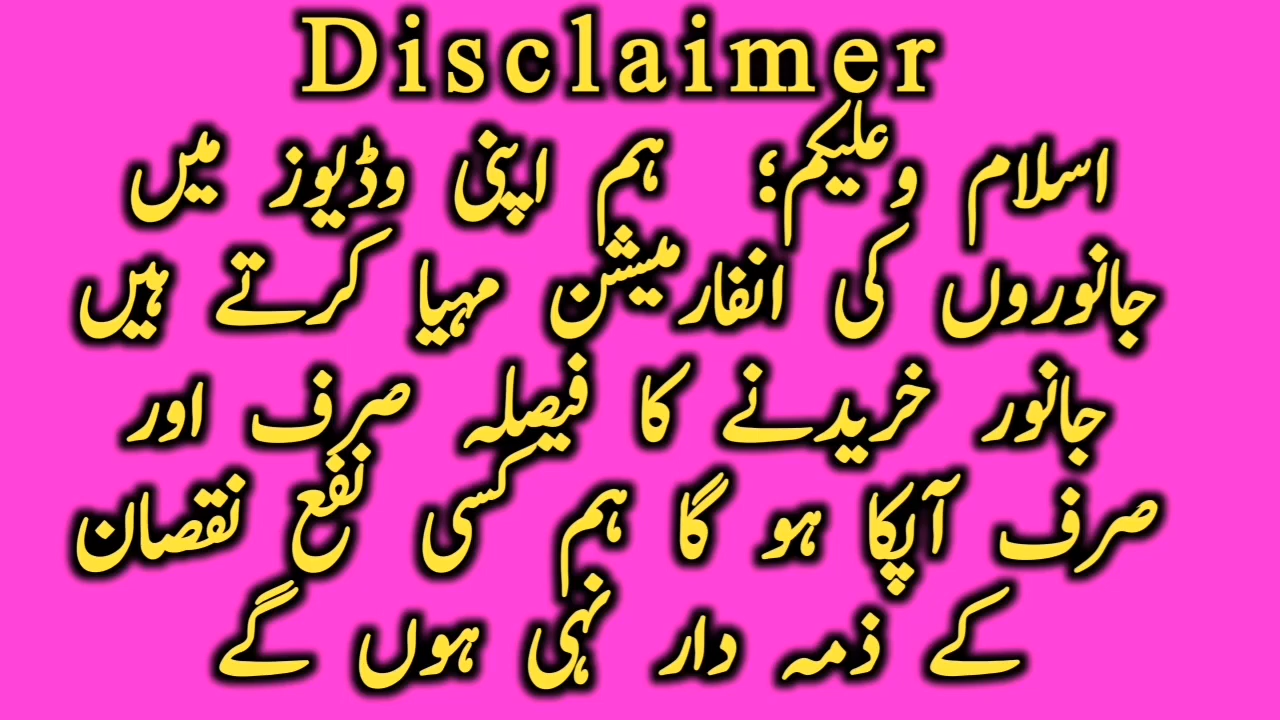 Disclaimer
اسلام وعلیکم؛ ہم اپنی وڈیوز میں
جانوروں کی انفارمیشن مہیا کرتے ہیں
جانور خریدنے کا فیصلہ صرف اور
صرف آپکا ہو گا ہم کسی نفع نقصان
کے ذمہ دار نہی ہوں گے